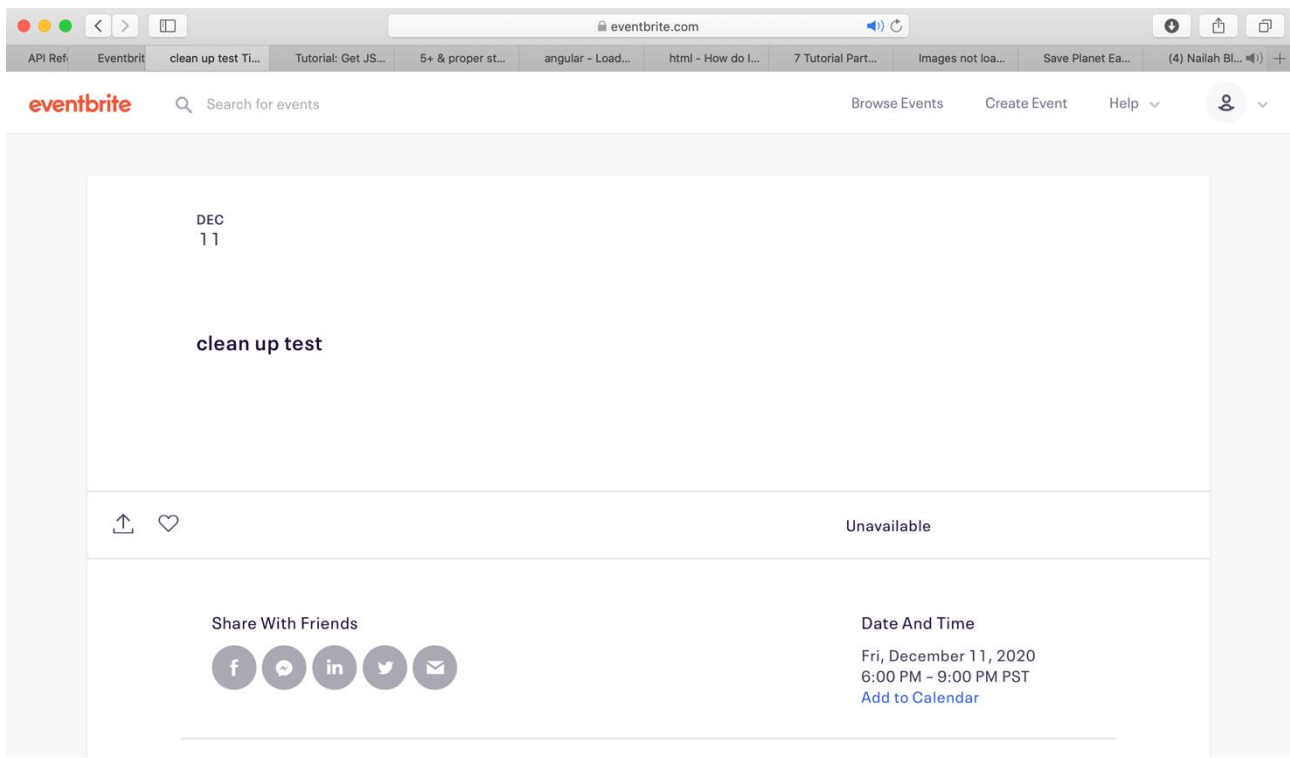 eventbrite.com
API Ref
Eventbrit
clean up test Ti...
Tutorial: Get JS...
5+ & proper st...
angular - Load...
html - How do I...
7 Tutorial Part...
Images not loa...
Save Planet Ea...
(4) Nailah Bl...
eventbrite
Search for events
Browse Events
Create Event
Help
DEC
11
clean up test
Unavailable
Share With Friends
Date And Time
Fri, December 11, 2020
6:00 PM – 9:00 PM PST
Add to Calendar